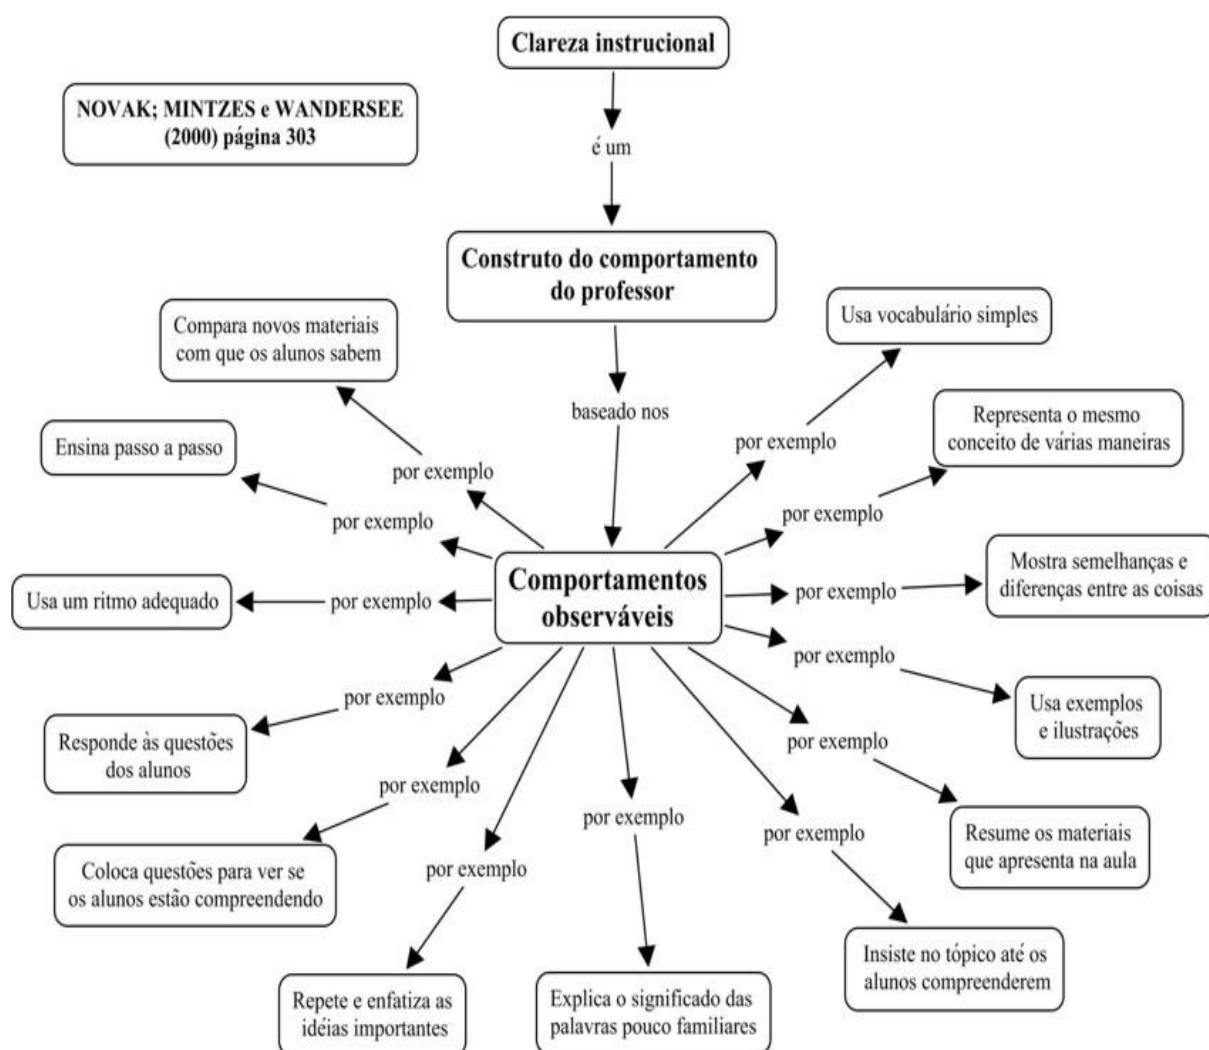 Clareza instrucional
NOVAK; MINTZES e WANDERSEE
(2000) página 303
é um
Construto do comportamento
do professor
baseado nos
Comportamentos
observáveis
por exemplo
Compara novos materiais
com que os alunos sabem
por exemplo
Ensina passo a passo
por exemplo
Usa um ritmo adequado
por exemplo
Responde às questões
dos alunos
por exemplo
Coloca questões para ver se
os alunos estão compreendendo
por exemplo
Repete e enfatiza as
idéias importantes
por exemplo
Explica o significado das
palavras pouco familiares
por exemplo
Insiste no tópico até os
alunos compreenderem
por exemplo
Resume os materiais
que apresenta na aula
por exemplo
Usa exemplos
e ilustrações
por exemplo
Mostra semelhanças e
diferenças entre as coisas
por exemplo
Representa o mesmo
conceito de várias maneiras
por exemplo
Usa vocabulário simples